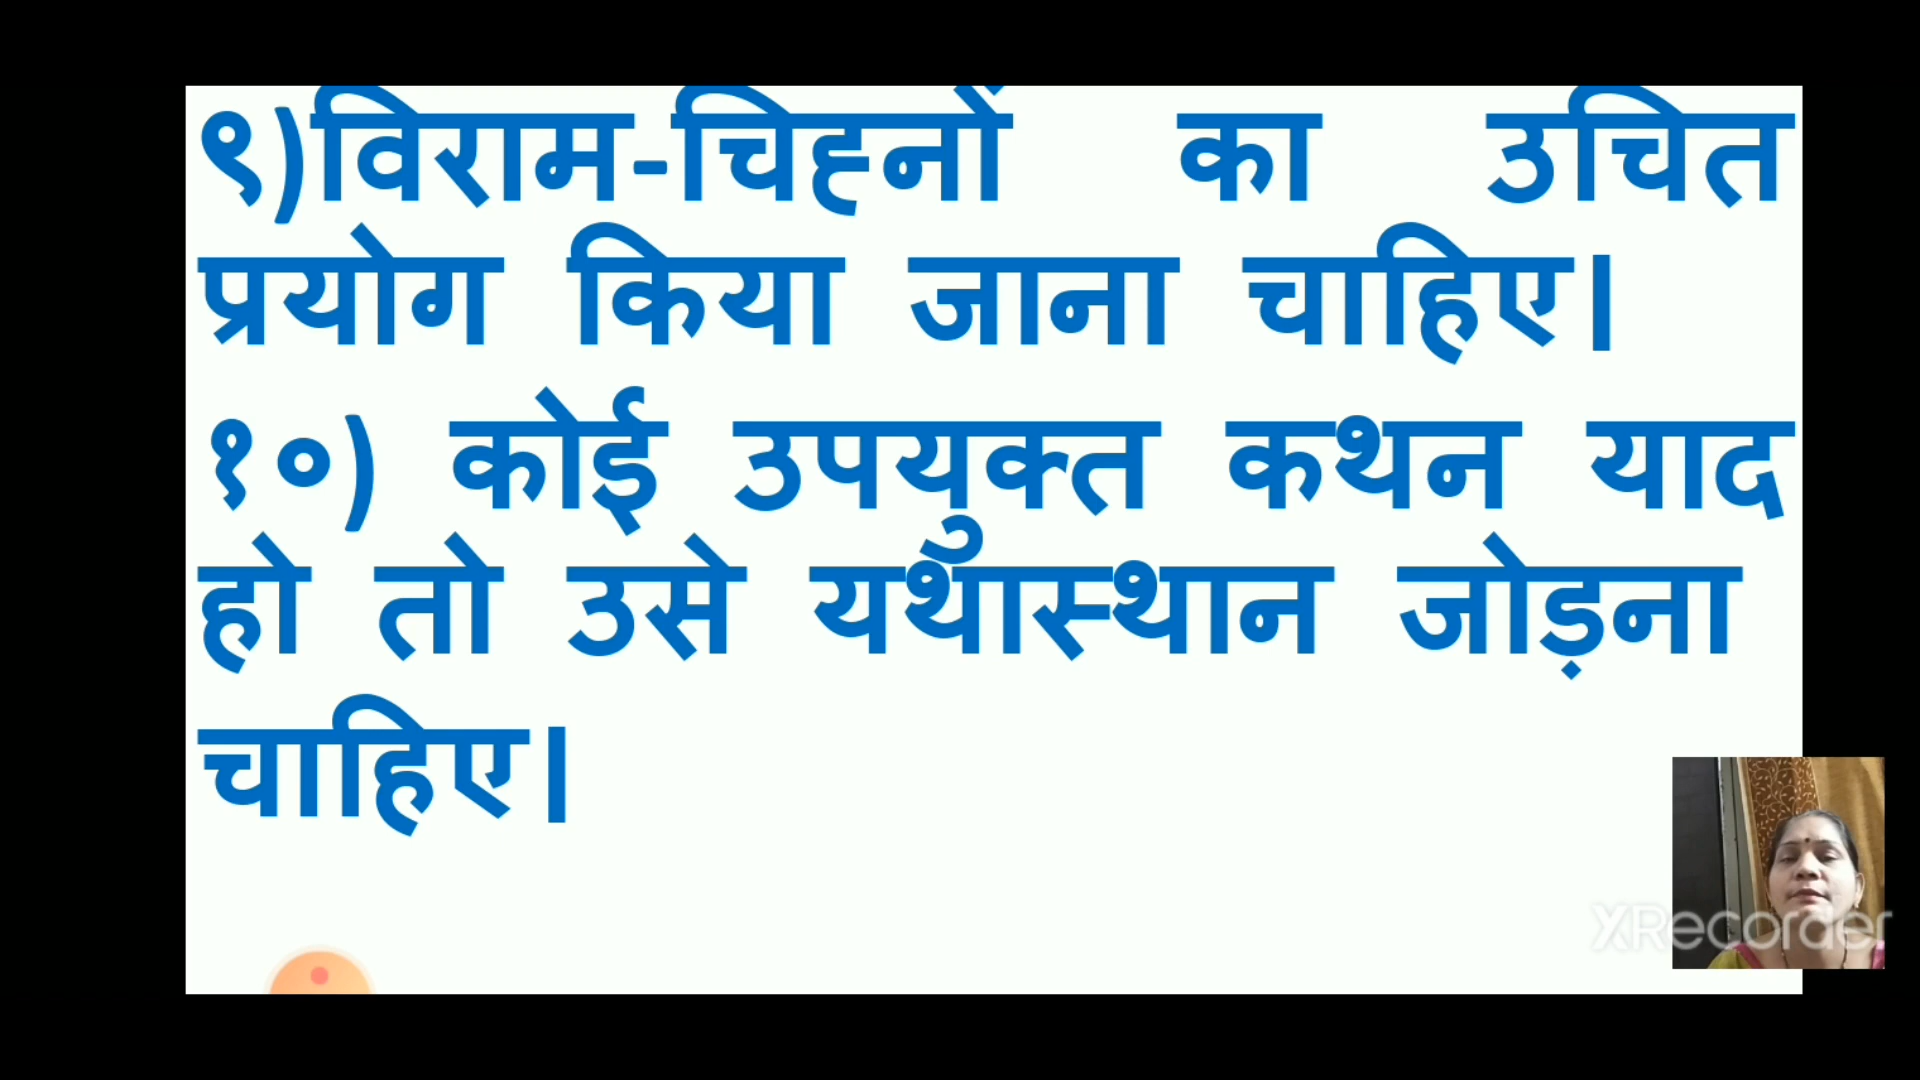 ९)विराम-चिह्नों का उचित
प्रयोग किया जाना चाहिए।
१०) कोई उपयुक्त कथन याद
हो तो उसे यथास्थान जोड़ना
चाहिए।
XRecorder